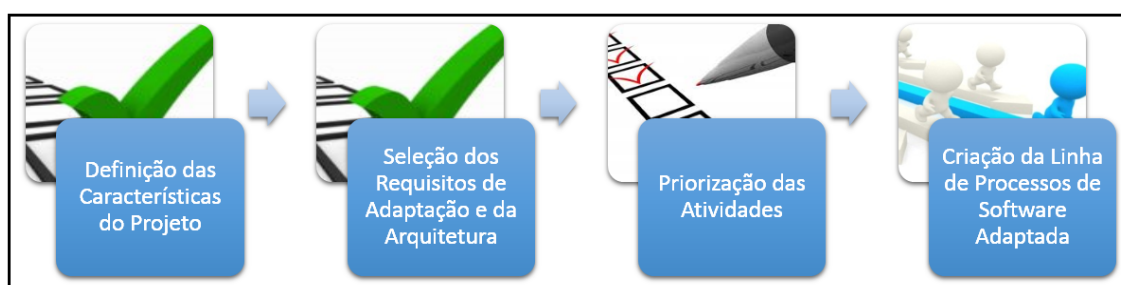 Definição das
Características
do Projeto
Seleção dos
Requisitos de
Adaptação e da
Arquitetura
Priorização das
Atividades
Criação da Linha
de Processos de
Software
Adaptada